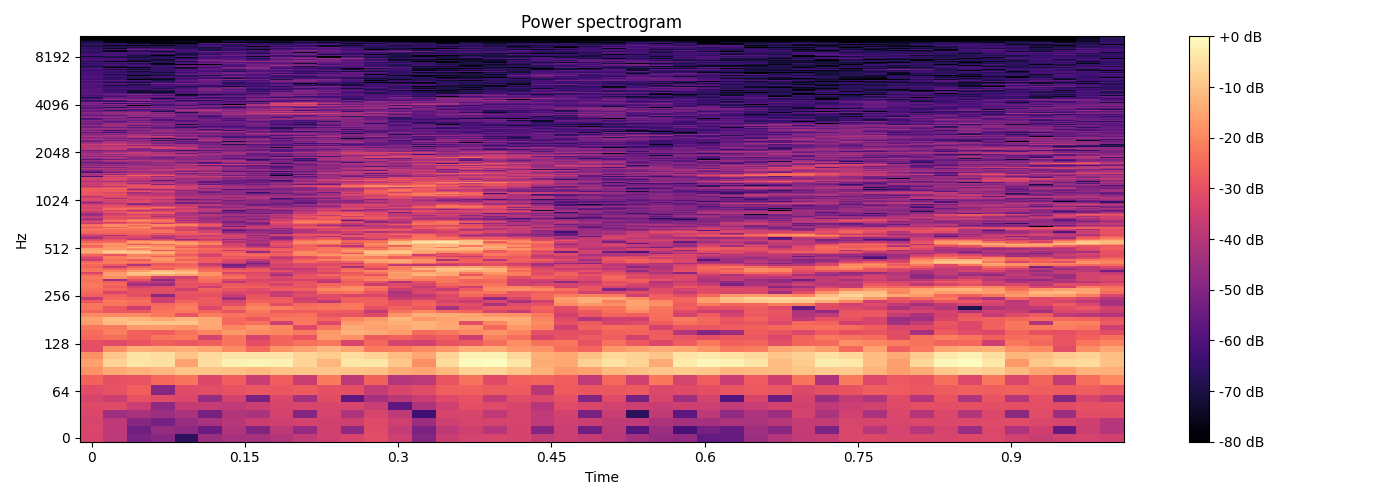 Power spectrogram
Hz
8192
4096
2048
1024
512
256
128
64
0
0 0.15 0.3 0.45 0.6 0.75 0.9
Time
+0 dB
-10 dB
-20 dB
-30 dB
-40 dB
-50 dB
-60 dB
-70 dB
-80 dB